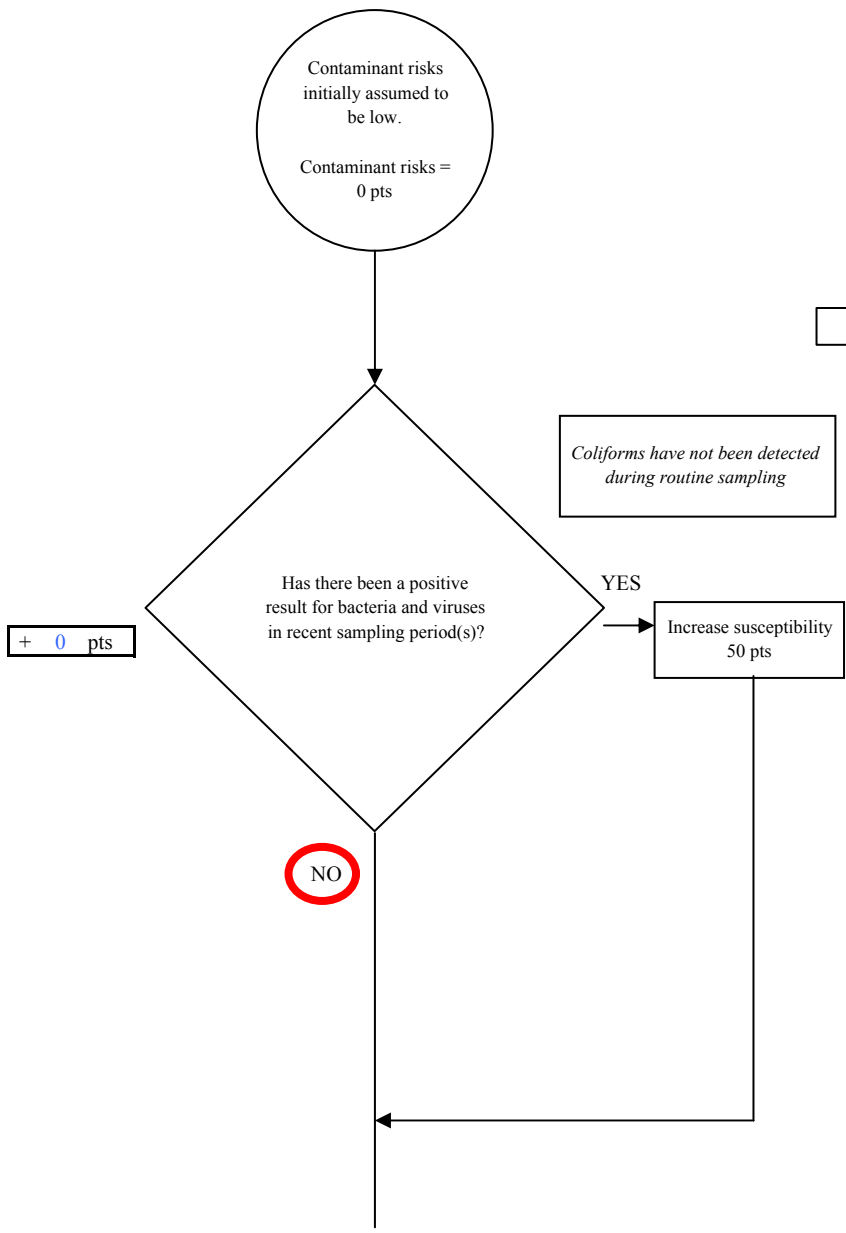 Contaminant risks
initially assumed to
be low.
Contaminant risks =
0 pts
Coliforms have not been detected
during routine sampling
Has there been a positive
result for bacteria and viruses
in recent sampling period(s)?
YES
Increase susceptibility
50 pts
+ 0 pts
NO